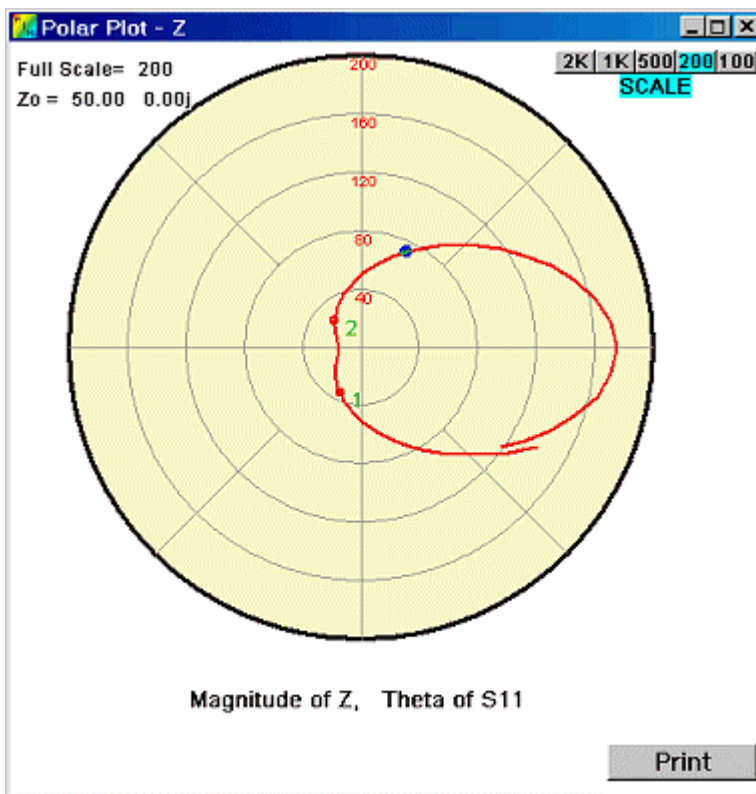 Polar Plot - Z
Full Scale= 200
Zo = 50.00 0.00j
2K 1K 500 200 100
SCALE
200
160
120
80
40
2
1
Magnitude of Z, Theta of S11
Print